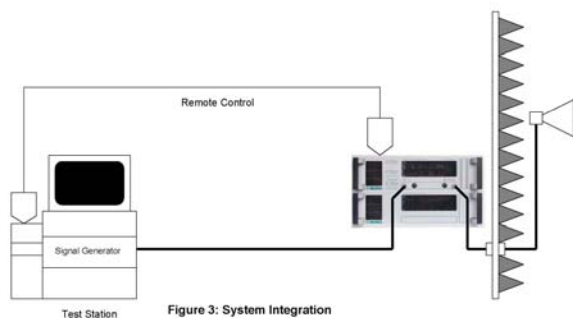 Remote Control
Signal Generator
Test Station
Figure 3: System Integration